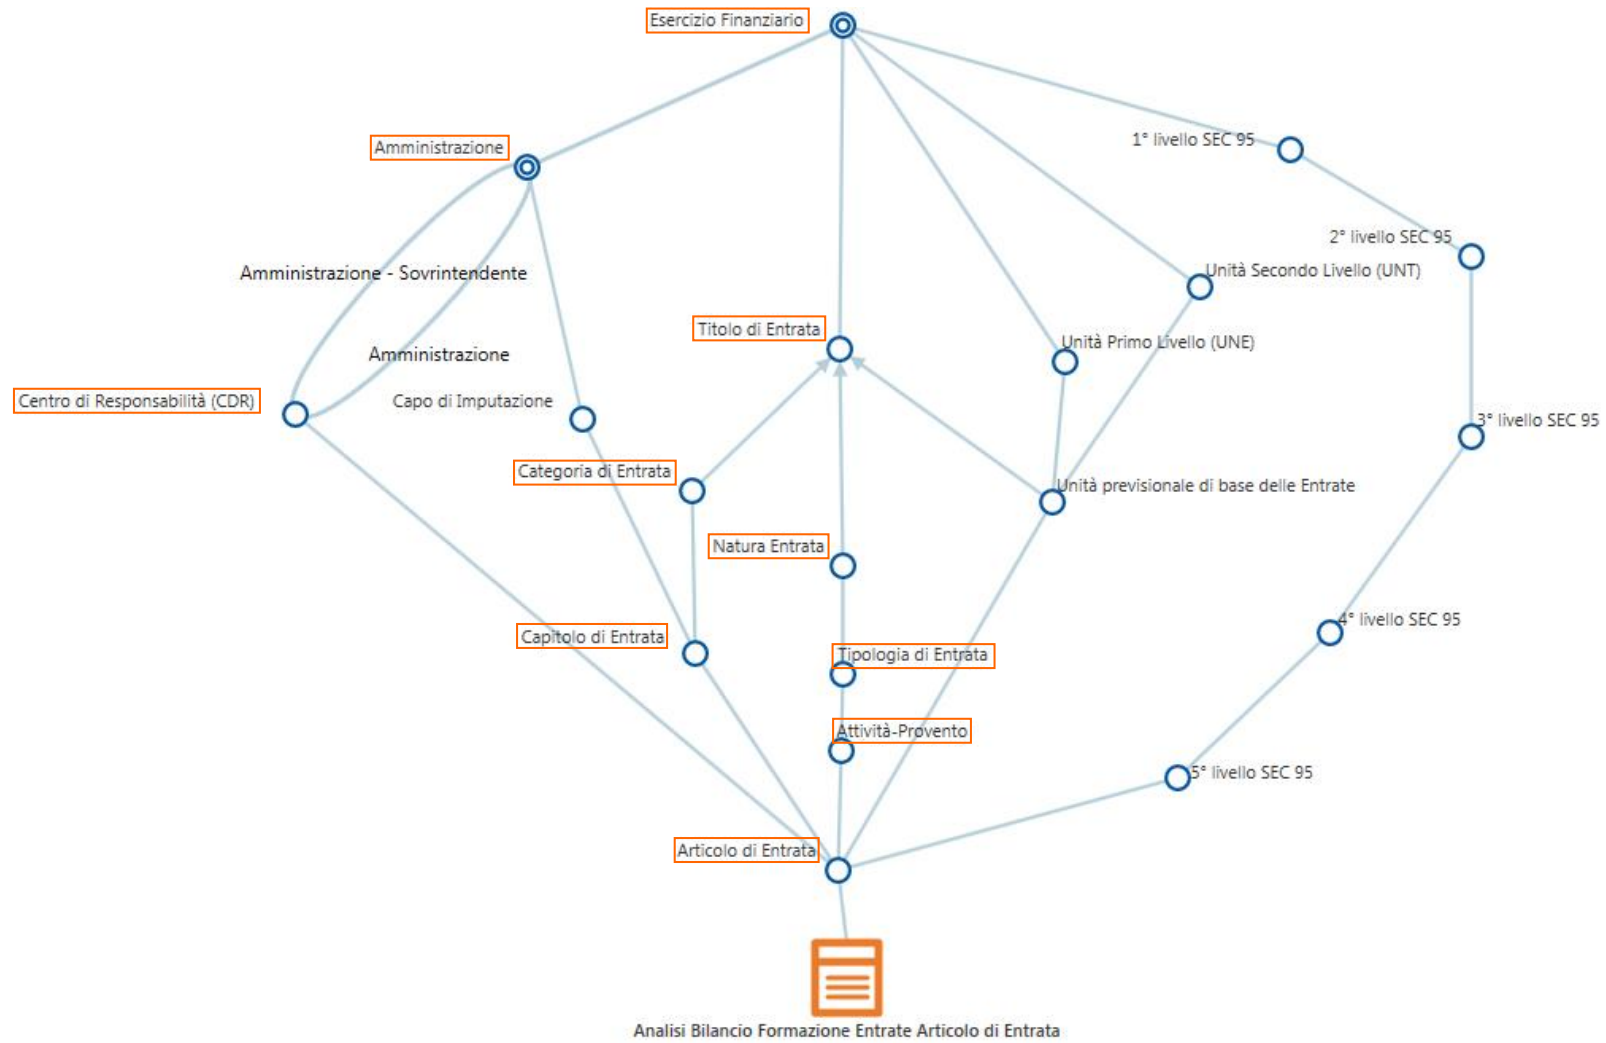 Esercizio Finanziario
1° livello SEC 95
Amministrazione
2° livello SEC 95
Unità Secondo Livello (UNT)
Amministrazione - Sovrintendente
Titolo di Entrata
Unità Primo Livello (UNE)
Amministrazione
Centro di Responsabilità (CDR)
Capo di Imputazione
3° livello SEC 95
Categoria di Entrata
Unità previsionale di base delle Entrate
Natura Entrata
4° livello SEC 95
Capitolo di Entrata
Tipologia di Entrata
Attività-Provento
5° livello SEC 95
Articolo di Entrata
Analisi Bilancio Formazione Entrate Articolo di Entrata